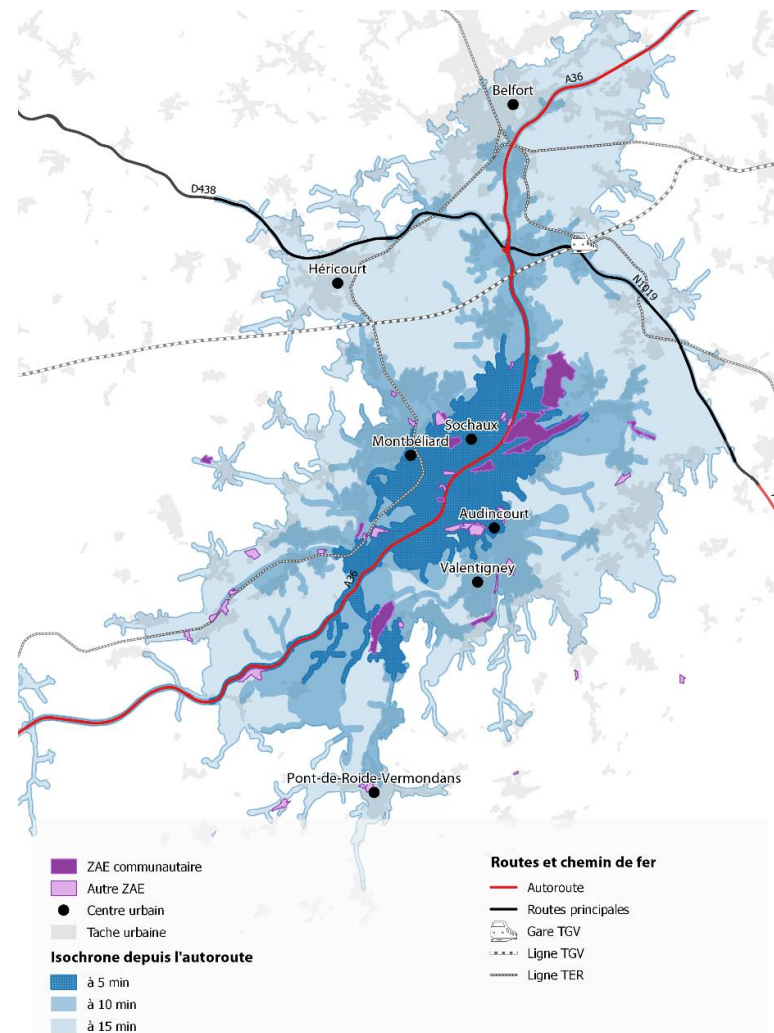 A36
Belfort
D438
Héricourt
N1019
Sochaux
Montbéliard
Audincourt
Valentigney
A36
Pont-de-Roide-Vermondans
ZAE communautaire
Autre ZAE
Centre urbain
Tache urbaine
Isochrone depuis l'autoroute
à 5 min
à 10 min
à 15 min
Routes et chemin de fer
Autoroute
Routes principales
Gare TGV
Ligne TGV
Ligne TER